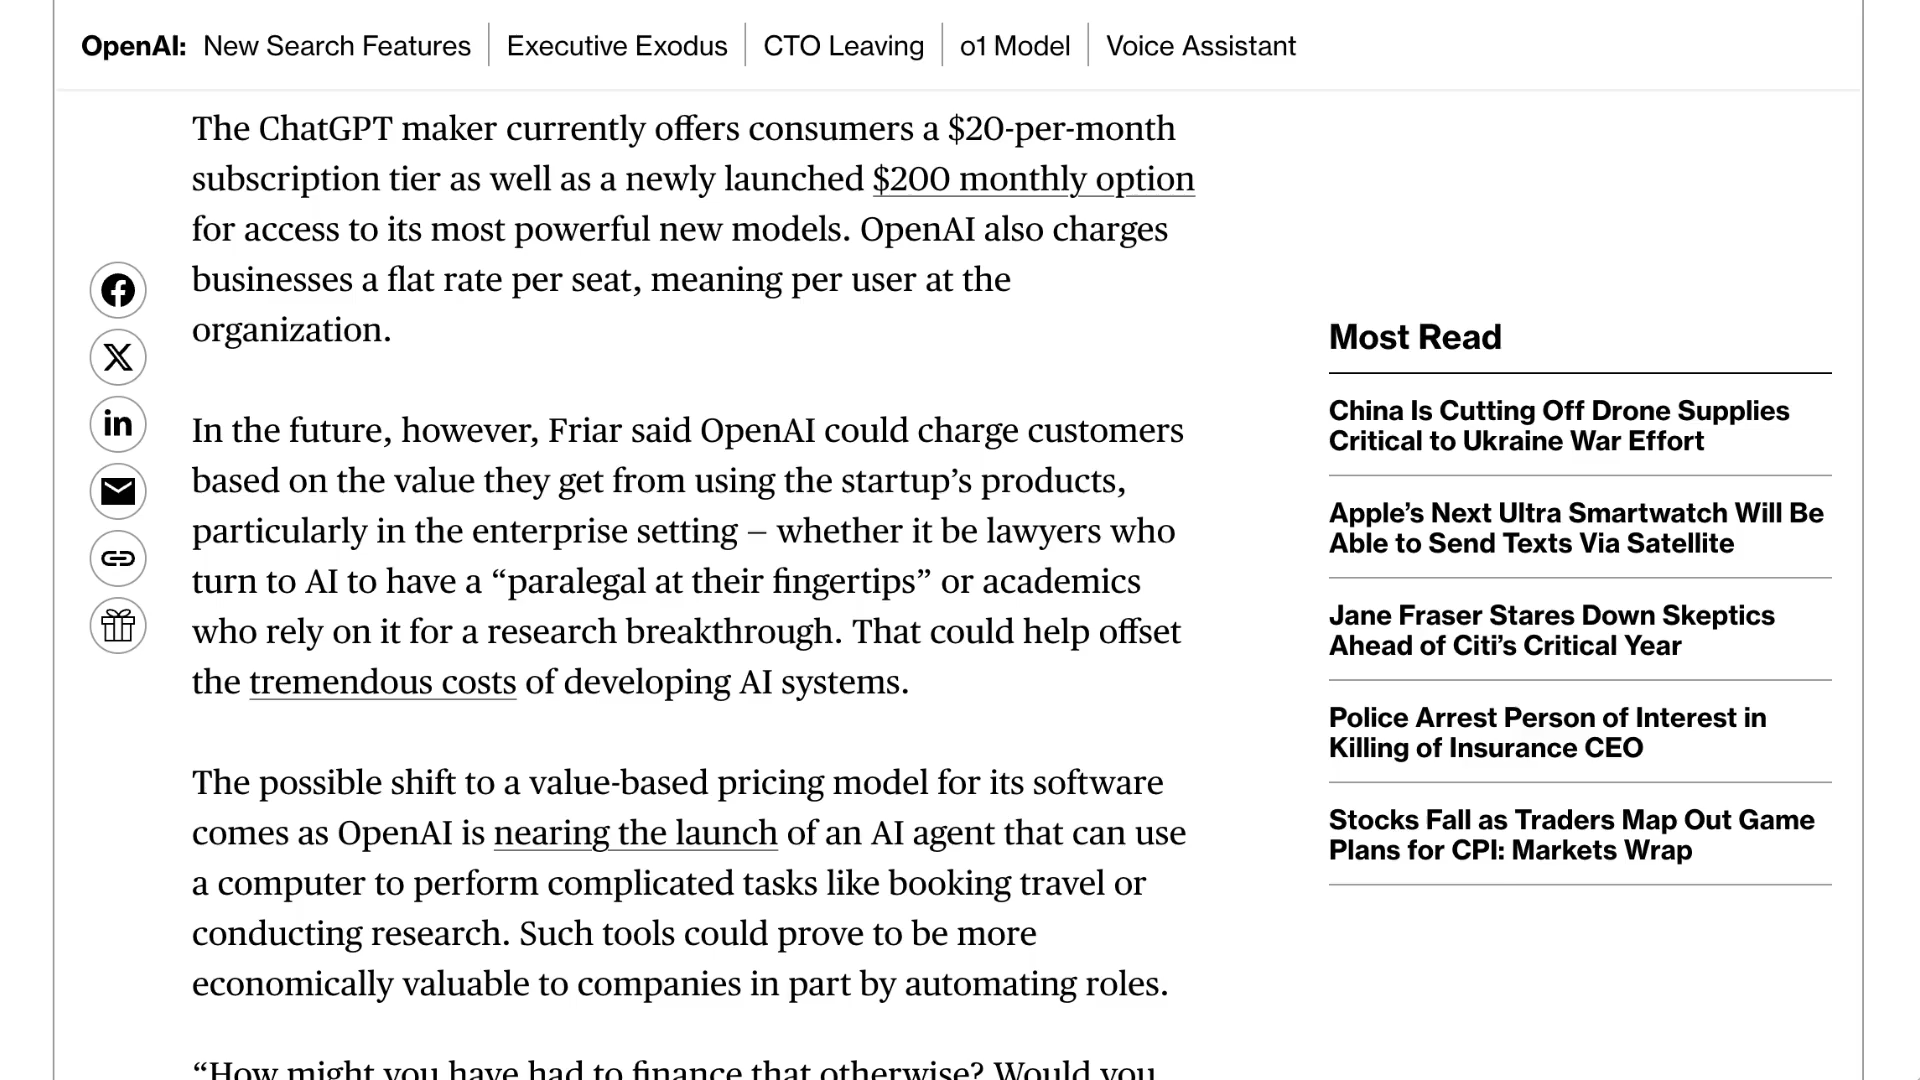 OpenAI: New Search Features Executive Exodus CTO Leaving o1 Model Voice Assistant
The ChatGPT maker currently offers consumers a $20-per-month
subscription tier as well as a newly launched $200 monthly option
for access to its most powerful new models. OpenAI also charges
businesses a flat rate per seat, meaning per user at the
organization.
In the future, however, Friar said OpenAI could charge customers
based on the value they get from using the startup’s products,
particularly in the enterprise setting – whether it be lawyers who
turn to AI to have a “paralegal at their fingertips” or academics
who rely on it for a research breakthrough. That could help offset
the tremendous costs of developing AI systems.
The possible shift to a value-based pricing model for its software
comes as OpenAI is nearing the launch of an AI agent that can use
a computer to perform complicated tasks like booking travel or
conducting research. Such tools could prove to be more
economically valuable to companies in part by automating roles.
“How might you have had to finance that otherwise? Would you
Most Read
China Is Cutting Off Drone Supplies
Critical to Ukraine War Effort
Apple’s Next Ultra Smartwatch Will Be
Able to Send Texts Via Satellite
Jane Fraser Stares Down Skeptics
Ahead of Citi’s Critical Year
Police Arrest Person of Interest in
Killing of Insurance CEO
Stocks Fall as Traders Map Out Game
Plans for CPI: Markets Wrap